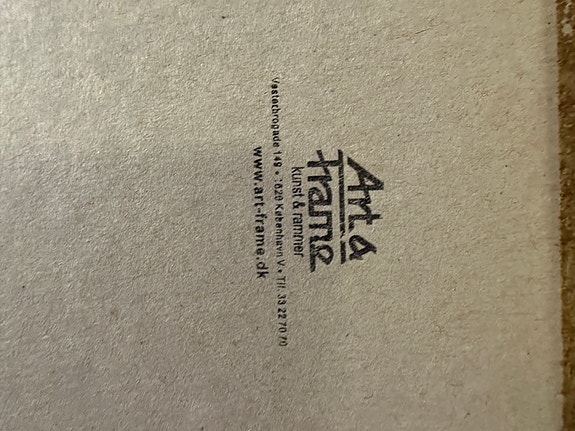 Art a
frame
kunst & rammer
Vesterbrogade 149 • 1620 København V. • Tlf. 33 22 70 70
www.art-frame.dk